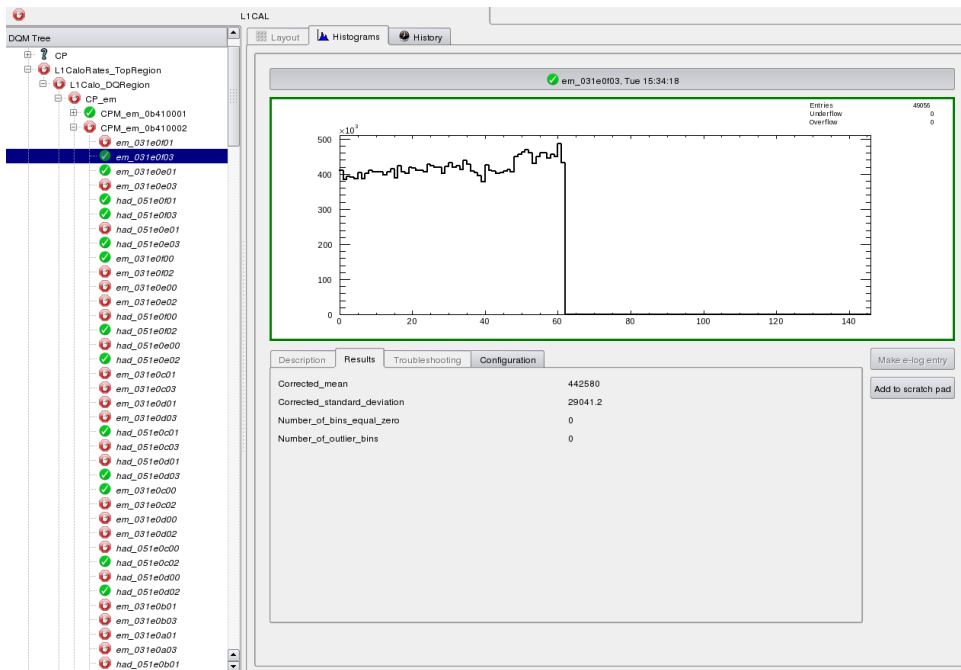 L1CAL
DQM Tree
CP
L1CaloRates_TopRegion
L1Calo_DQRegion
CP_em
CPM_em_0b410001
CPM_em_0b410002
em_031e0f01
em_031e0f03
em_031e0e01
em_031e0e03
had_051e0f01
had_051e0f03
had_051e0e01
had_051e0e03
em_031e0f00
em_031e0f02
em_031e0e00
em_031e0e02
had_051e0f00
had_051e0f02
had_051e0e00
had_051e0e02
em_031e0c01
em_031e0c03
em_031e0d01
em_031e0d03
had_051e0c01
had_051e0c03
had_051e0d01
had_051e0d03
em_031e0c00
em_031e0c02
em_031e0d00
em_031e0d02
had_051e0c00
had_051e0c02
had_051e0d00
had_051e0d02
em_031e0b01
em_031e0b03
em_031e0a01
em_031e0a03
had_051e0b01
Layout Histograms History
em_031e0f03, Tue 15:34:18
Entries 49056
Underflow 0
Overflow 0
×10³
500
400
300
200
100
0
0 20 40 60 80 100 120 140
Description Results Troubleshooting Configuration
Make e-log entry
Add to scratch pad
Corrected_mean 442580
Corrected_standard_deviation 29041.2
Number_of_bins_equal_zero 0
Number_of_outlier_bins 0